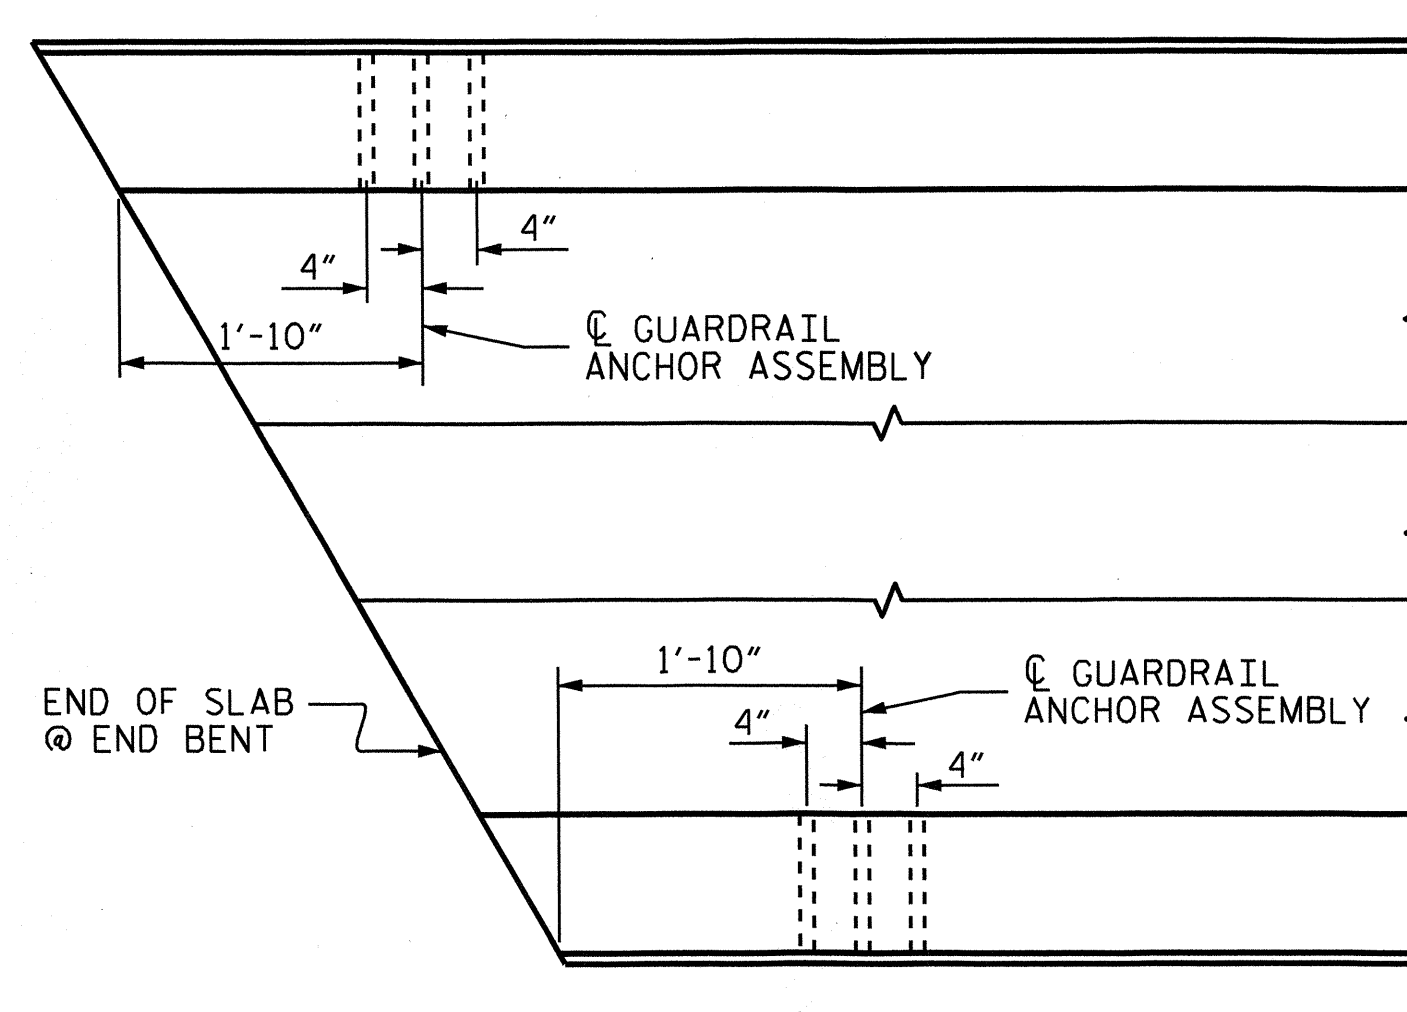 4"
4"
1'-10"
℄ GUARDRAIL
ANCHOR ASSEMBLY
1'-10"
℄ GUARDRAIL
ANCHOR ASSEMBLY
END OF SLAB
@ END BENT
4"
4"